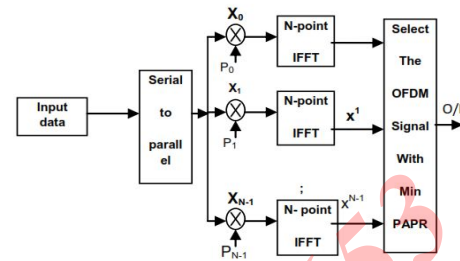 Input
data
Serial
to
parall
el
X0
P0
N-point
IFFT
X1
P1
N-point
IFFT
x1
XN-1
PN-1
;
N- point
IFFT
xN-1
Select
The
OFDM
Signal
With
Min
PAPR